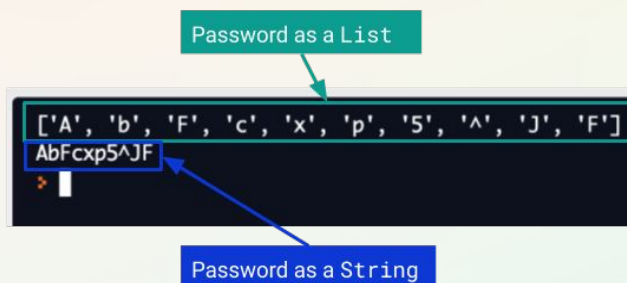 Password as a List
['A', 'b', 'F', 'c', 'x', 'p', '5', '^', 'J', 'F']
AbFcxp5^JF
>
Password as a String